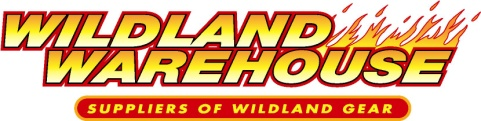 WILDLAND
WAREHOUSE
SUPPLIERS OF WILDLAND GEAR